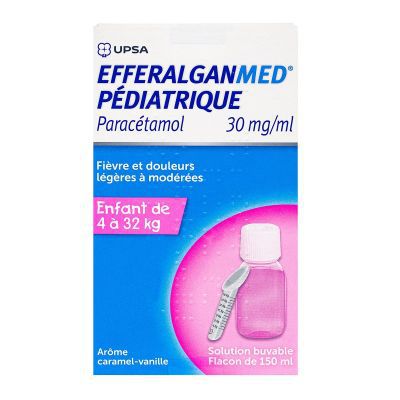 UPSA
EFFERALGANMED®
PÉDIATRIQUE
Paracétamol 30 mg/ml
Fièvre et douleurs
légères à modérées
Enfant de
4 à 32 kg
Arôme
caramel-vanille
Solution buvable
Flacon de 150 ml